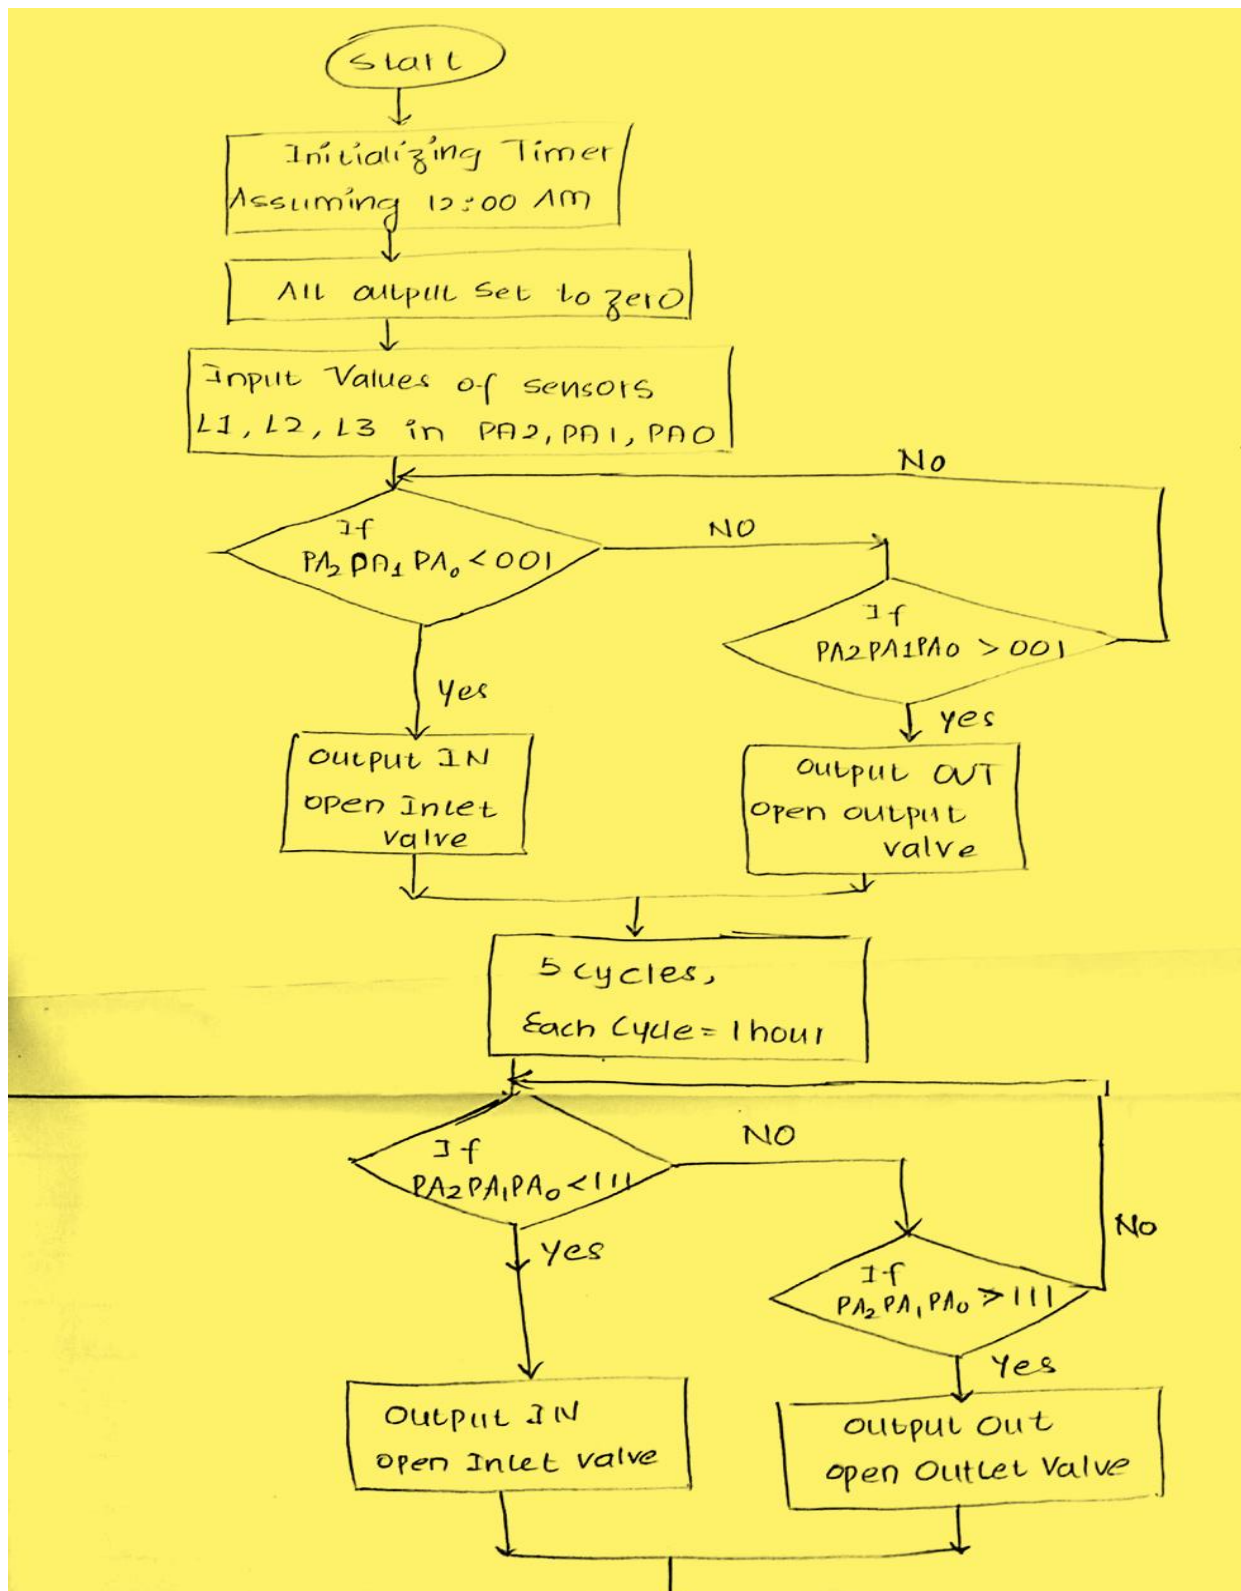 Start
Initializing Timer
Assuming 12:00 AM
All output Set to zero
Input Values of sensors
L1, L2, L3 in PA2, PA1, PA0
No
If
PA2 PA1 PA0 < 001
NO
If
PA2PA1PA0 > 001
Yes
yes
Output IN
open Inlet
valve
Output OUT
open output
valve
5 cycles,
Each Cycle = 1 hour
If
PA2 PA1 PA0 < 111
NO
No
Yes
If
PA2 PA1 PA0 > 111
Yes
Output IN
open Inlet valve
Output Out
open Outlet Valve